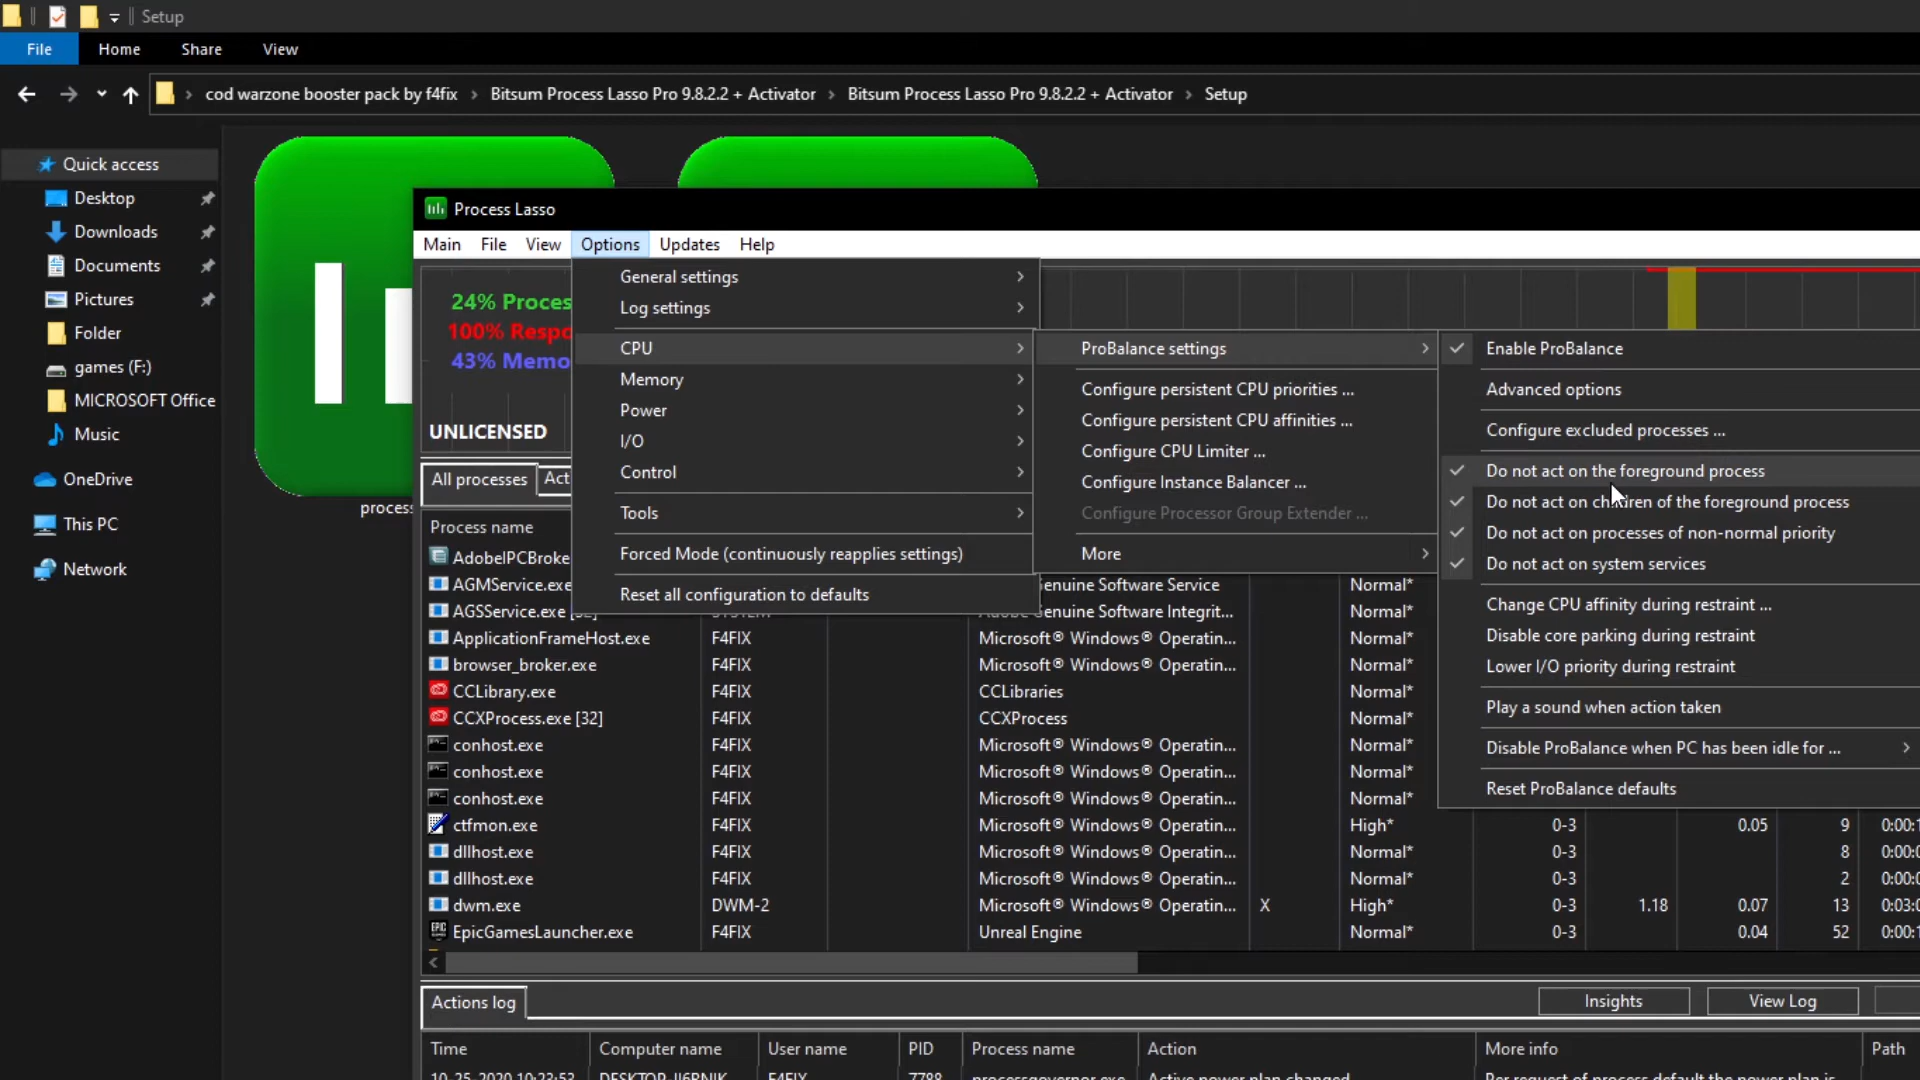 Setup
File Home Share View
cod warzone booster pack by f4fix > Bitsum Process Lasso Pro 9.8.2.2 + Activator > Bitsum Process Lasso Pro 9.8.2.2 + Activator > Setup
Quick access
Desktop
Downloads
Documents
Pictures
Folder
games (F:)
MICROSOFT Office
Music
OneDrive
This PC
Network
process
Process Lasso
Main File View Options Updates Help
24% Proces
100% Respo
43% Memo
UNLICENSED
All processes Act
General settings
Log settings
CPU
Memory
Power
I/O
Control
Tools
Forced Mode (continuously reapplies settings)
Reset all configuration to defaults
ProBalance settings
Configure persistent CPU priorities ...
Configure persistent CPU affinities ...
Configure CPU Limiter ...
Configure Instance Balancer ...
Configure Processor Group Extender ...
More
Enable ProBalance
Advanced options
Configure excluded processes ...
Do not act on the foreground process
Do not act on children of the foreground process
Do not act on processes of non-normal priority
Do not act on system services
Change CPU affinity during restraint ...
Disable core parking during restraint
Lower I/O priority during restraint
Play a sound when action taken
Disable ProBalance when PC has been idle for ...
Reset ProBalance defaults
Process name
AdobeIPCBroke
AGMService.exe enuine Software Service Normal*
AGSService.exe [32] SYSTEM Adobe Genuine Software Integrit... Normal*
ApplicationFrameHost.exe F4FIX Microsoft® Windows® Operatin... Normal*
browser_broker.exe F4FIX Microsoft® Windows® Operatin... Normal*
CCLibrary.exe F4FIX CCLibraries Normal*
CCXProcess.exe [32] F4FIX CCXProcess Normal*
conhost.exe F4FIX Microsoft® Windows® Operatin... Normal*
conhost.exe F4FIX Microsoft® Windows® Operatin... Normal*
conhost.exe F4FIX Microsoft® Windows® Operatin... Normal*
ctfmon.exe F4FIX Microsoft® Windows® Operatin... High* 0-3 0.05 9 0:00:1
dllhost.exe F4FIX Microsoft® Windows® Operatin... Normal* 0-3 8 0:00:0
dllhost.exe F4FIX Microsoft® Windows® Operatin... Normal* 0-3 2 0:00:0
dwm.exe DWM-2 Microsoft® Windows® Operatin... X High* 0-3 1.18 0.07 13 0:03:0
EpicGamesLauncher.exe F4FIX Unreal Engine Normal* 0-3 0.04 52 0:00:1
Actions log Insights View Log
Time Computer name User name PID Process name Action More info Path
10-25-2020 10:23:53 F4FIX 7788 processgovernor.exe Active power plan changed Per request of process default the power plan is